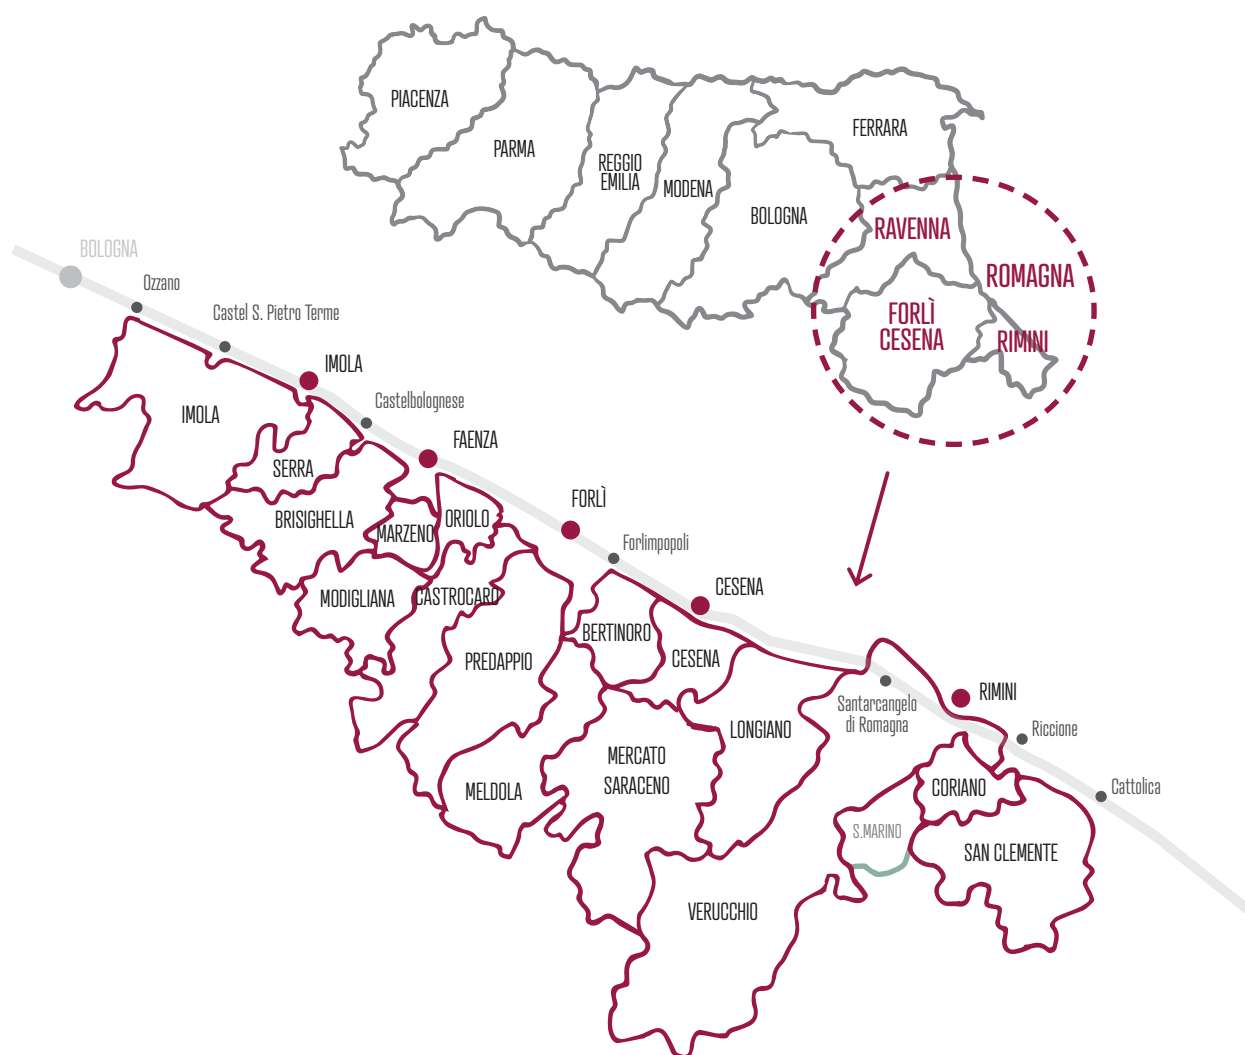 PIACENZA
PARMA
REGGIO
EMILIA
MODENA
BOLOGNA
FERRARA
RAVENNA
ROMAGNA
FORLÌ
CESENA
RIMINI
BOLOGNA
Ozzano
Castel S. Pietro Terme
IMOLA
Castelbolognese
FAENZA
FORLÌ
Forlimpopoli
CESENA
Santarcangelo
di Romagna
RIMINI
Riccione
Cattolica
IMOLA
SERRA
BRISIGHELLA
MARZENO
ORIOLO
MODIGLIANA
CASTROCARO
PREDAPPIO
BERTINORO
CESENA
LONGIANO
MERCATO
SARACENO
MELDOLA
VERUCCHIO
S.MARINO
CORIANO
SAN CLEMENTE